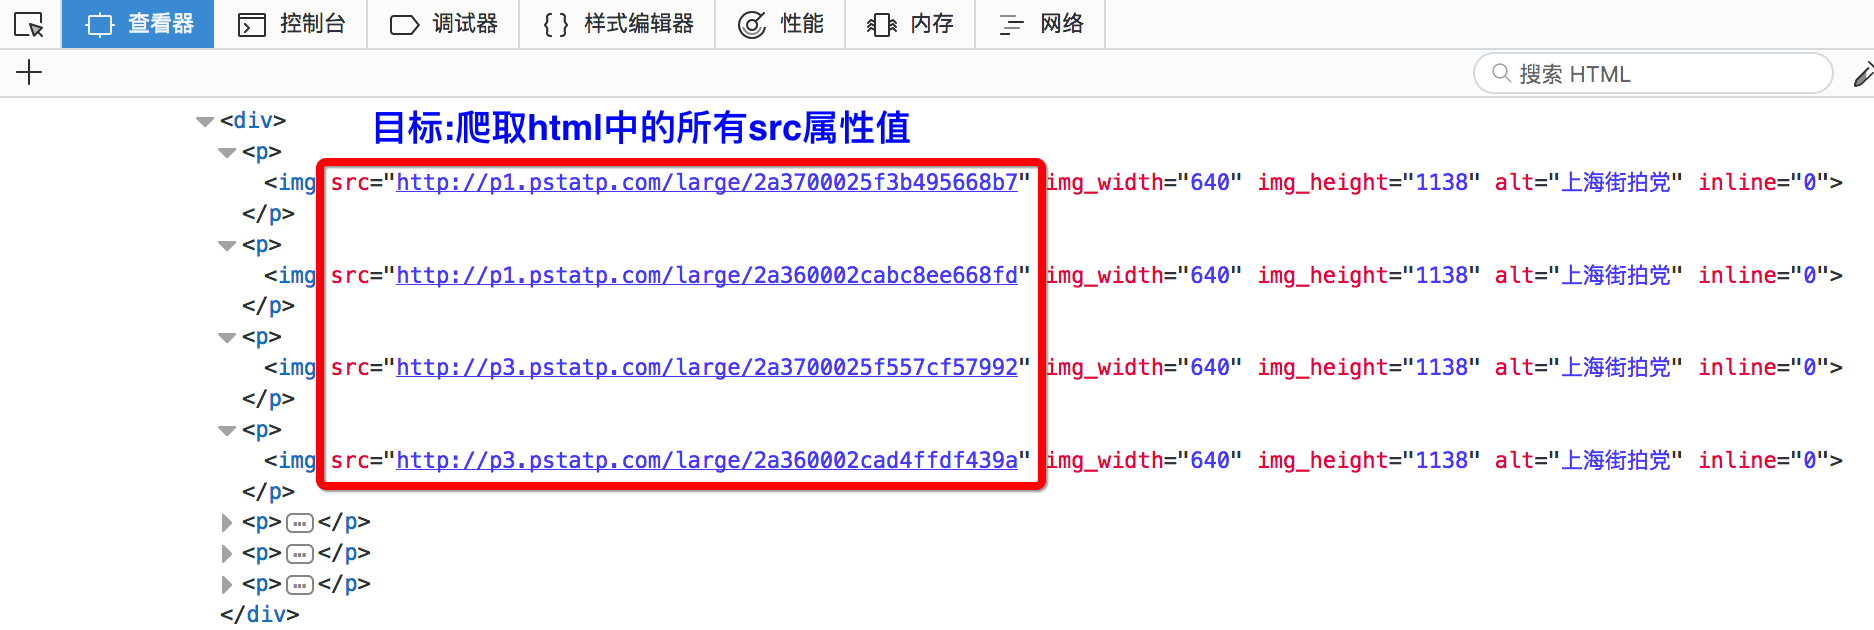 查看器 控制台 调试器 {} 样式编辑器 性能 内存 网络
+ 搜索 HTML
<div> 目标:爬取html中的所有src属性值
<p>
<img src="http://p1.pstatp.com/large/2a3700025f3b495668b7" img_width="640" img_height="1138" alt="上海街拍党" inline="0">
</p>
<p>
<img src="http://p1.pstatp.com/large/2a360002cabc8ee668fd" img_width="640" img_height="1138" alt="上海街拍党" inline="0">
</p>
<p>
<img src="http://p3.pstatp.com/large/2a3700025f557cf57992" img_width="640" img_height="1138" alt="上海街拍党" inline="0">
</p>
<p>
<img src="http://p3.pstatp.com/large/2a360002cad4ffdf439a" img_width="640" img_height="1138" alt="上海街拍党" inline="0">
</p>
<p>…</p>
<p>…</p>
<p>…</p>
</div>